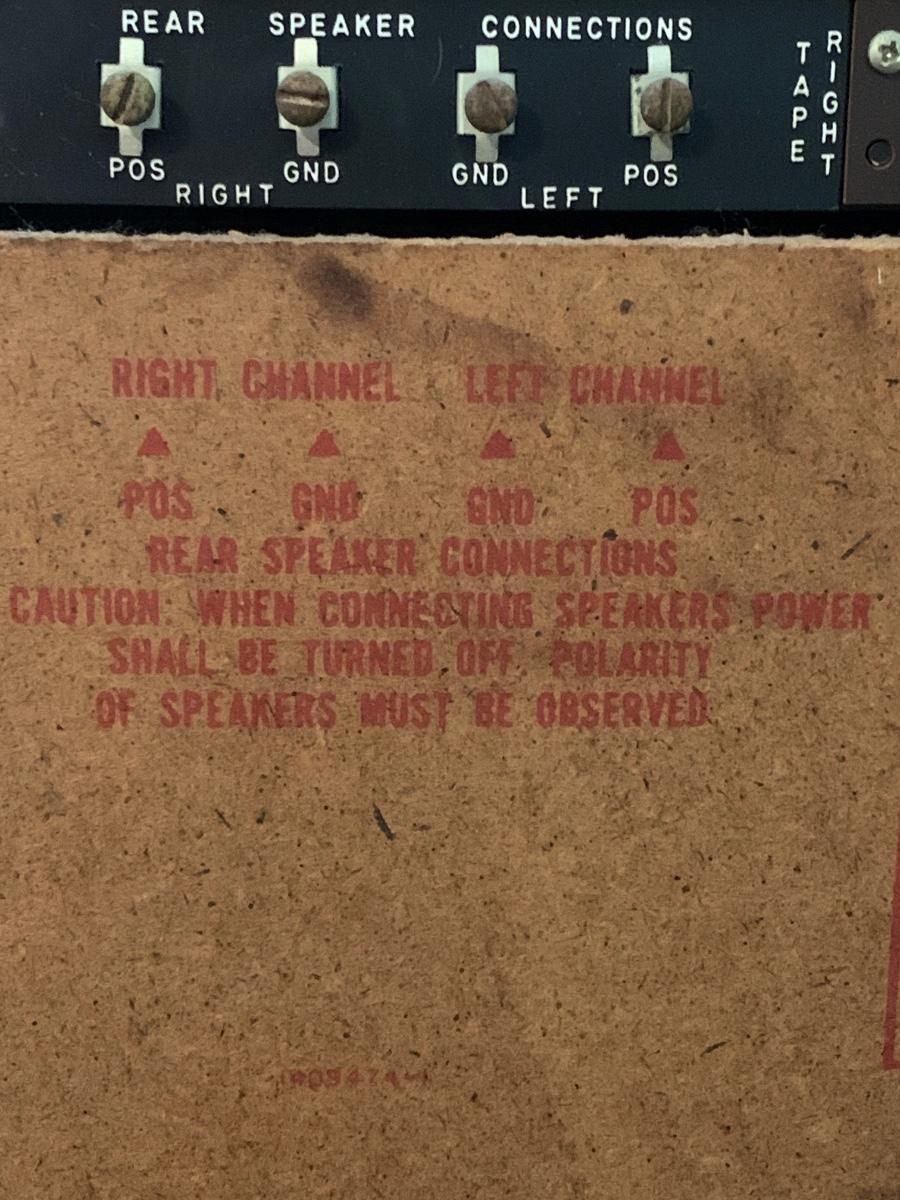 REAR SPEAKER CONNECTIONS
POS GND GND POS
RIGHT LEFT
TAPE
RIGHT
RIGHT CHANNEL LEFT CHANNEL
POS GND GND POS
REAR SPEAKER CONNECTIONS
CAUTION: WHEN CONNECTING SPEAKERS POWER
SHALL BE TURNED OFF. POLARITY
OF SPEAKERS MUST BE OBSERVED